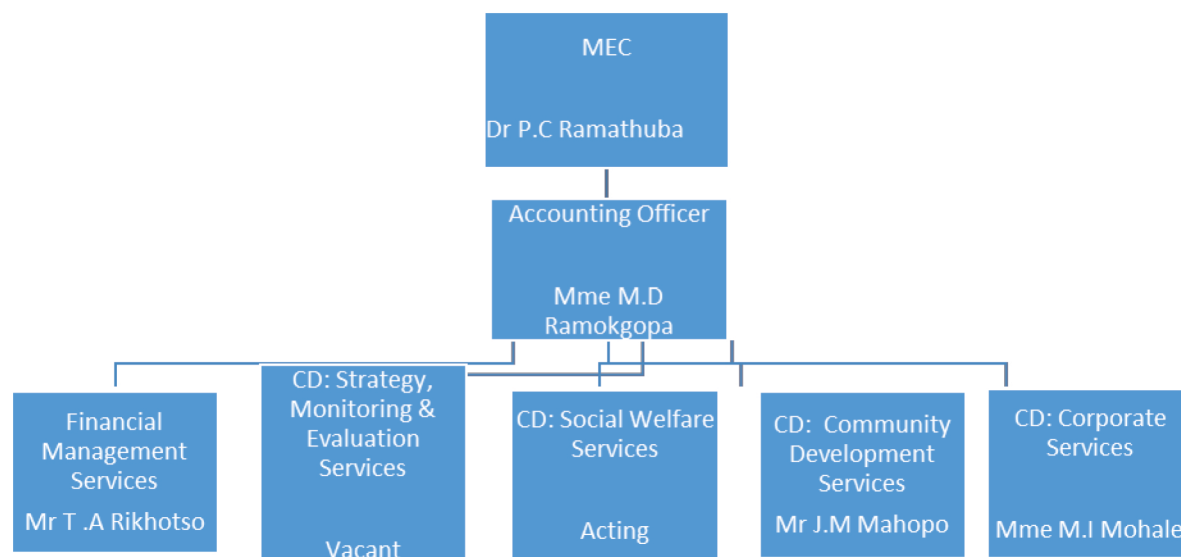 MEC
Dr P.C Ramathuba
Accounting Officer
Mme M.D
Ramokgopa
Financial
Management
Services
Mr T .A Rikhotso
CD: Strategy,
Monitoring &
Evaluation
Services
Vacant
CD: Social Welfare
Services
Acting
CD:  Community
Development
Services
Mr J.M Mahopo
CD: Corporate
Services
Mme M.I Mohale